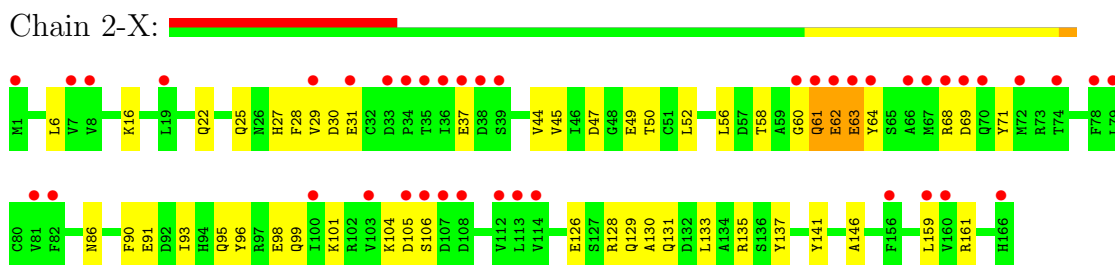 Chain 2-X:
M1 V7 V8 L19 V29 E31 D33 P34 T35 I36 E37 D38 S39 G60 Q61 E62 E63 Y64 A66 M67 R68 D69 Q70 M72 T74 F78 L79
L6 K16 Q22 Q25 N26 H27 F28 D30 C32 V44 V45 I46 D47 G48 E49 T50 C51 L52 L56 D57 T58 A59 S65 Y71 R73
C80 V81 F82 N86 F90 E91 D92 I93 H94 Q95 Y96 R97 E98 Q99 I100 K101 R102 V103 K104 D105 S106 D107 D108 V112 L113 V114 E126 S127 R128 Q129 A130 Q131 D132 L133 A134 R135 S136 Y137 Y141 A146 F156 L159 V160 R161 H166